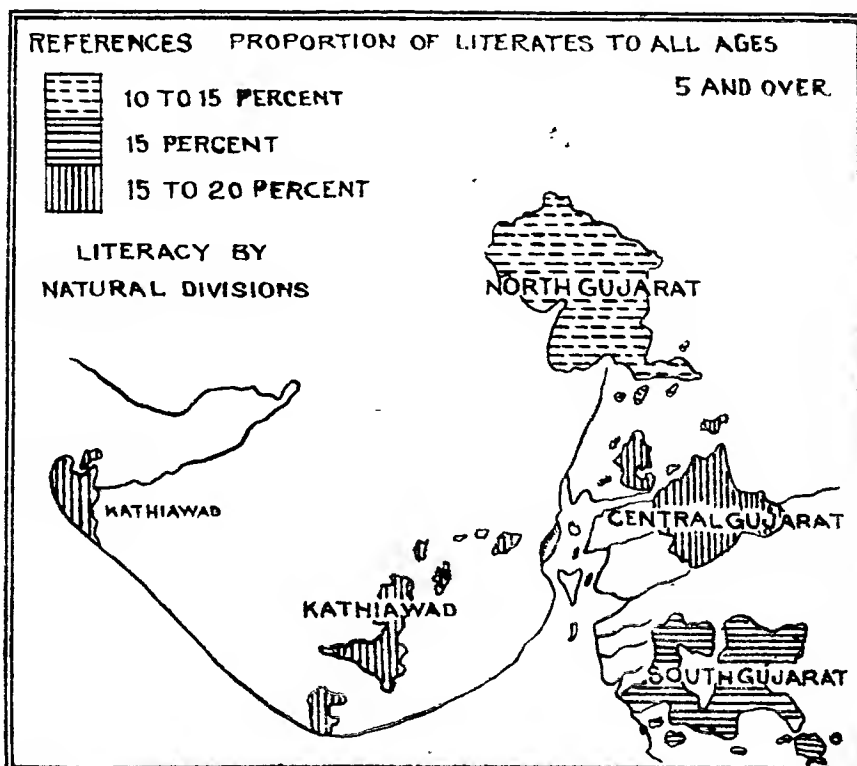 REFERENCES PROPORTION OF LITERATES TO ALL AGES
5 AND OVER
10 TO 15 PERCENT
15 PERCENT
15 TO 20 PERCENT
LITERACY BY
NATURAL DIVISIONS
NORTH GUJARAT
KATHIAWAD
CENTRAL GUJARAT
KATHIAWAD
SOUTH GUJARAT